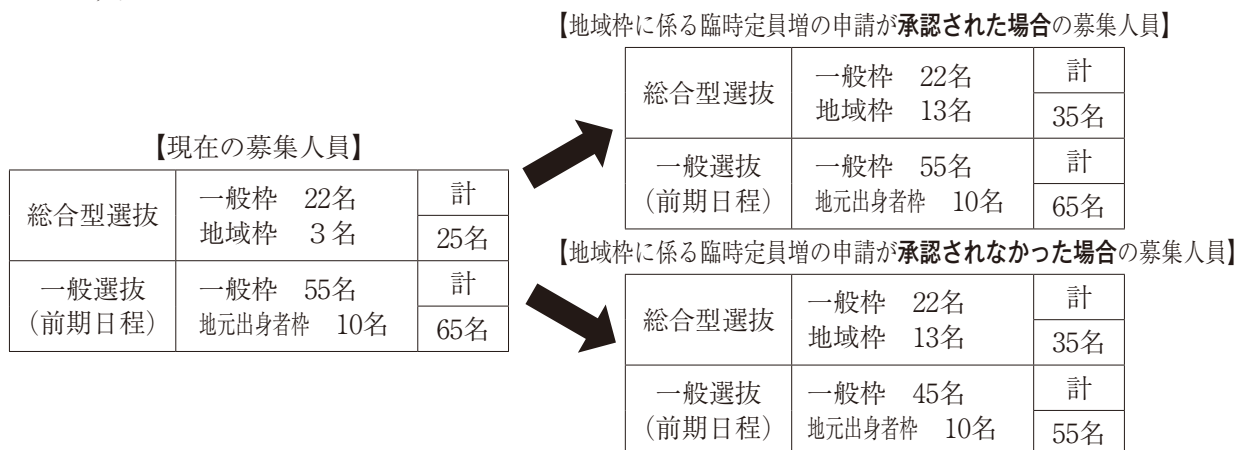 【現在の募集人員】
総合型選抜
一般枠 22名
地域枠 3名
計
25名
一般選抜
(前期日程)
一般枠 55名
地元出身者枠 10名
計
65名
【地域枠に係る臨時定員増の申請が承認された場合の募集人員】
総合型選抜
一般枠 22名
地域枠 13名
計
35名
一般選抜
(前期日程)
一般枠 55名
地元出身者枠 10名
計
65名
【地域枠に係る臨時定員増の申請が承認されなかった場合の募集人員】
総合型選抜
一般枠 22名
地域枠 13名
計
35名
一般選抜
(前期日程)
一般枠 45名
地元出身者枠 10名
計
55名